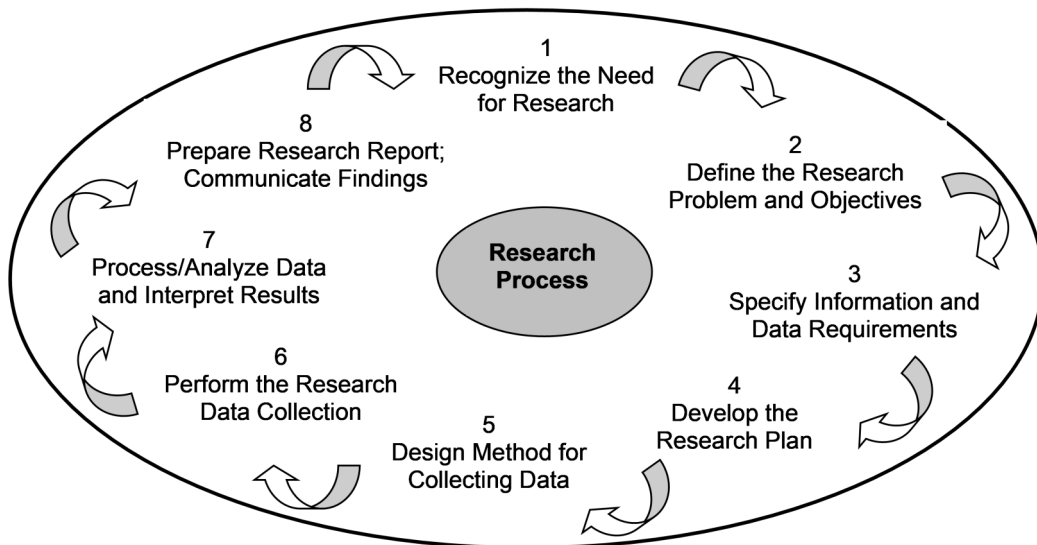 1
Recognize the Need
for Research
2
Define the Research
Problem and Objectives
3
Specify Information and
Data Requirements
4
Develop the
Research Plan
5
Design Method for
Collecting Data
6
Perform the Research
Data Collection
7
Process/Analyze Data
and Interpret Results
8
Prepare Research Report;
Communicate Findings
Research
Process